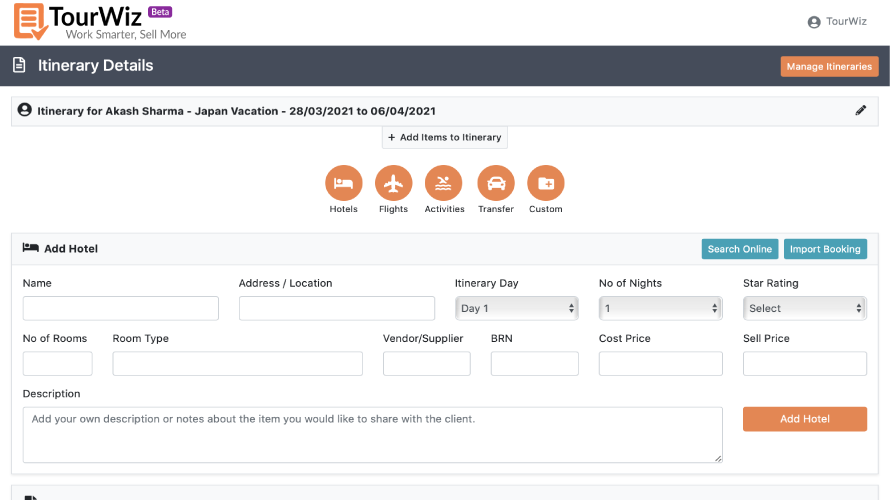 TourWiz Beta
Work Smarter, Sell More
TourWiz
Itinerary Details
Manage Itineraries
Itinerary for Akash Sharma - Japan Vacation - 28/03/2021 to 06/04/2021
+ Add Items to Itinerary
Hotels Flights Activities Transfer Custom
Add Hotel
Search Online Import Booking
Name Address / Location Itinerary Day No of Nights Star Rating
Day 1 1 Select
No of Rooms Room Type Vendor/Supplier BRN Cost Price Sell Price
Description
Add your own description or notes about the item you would like to share with the client.
Add Hotel